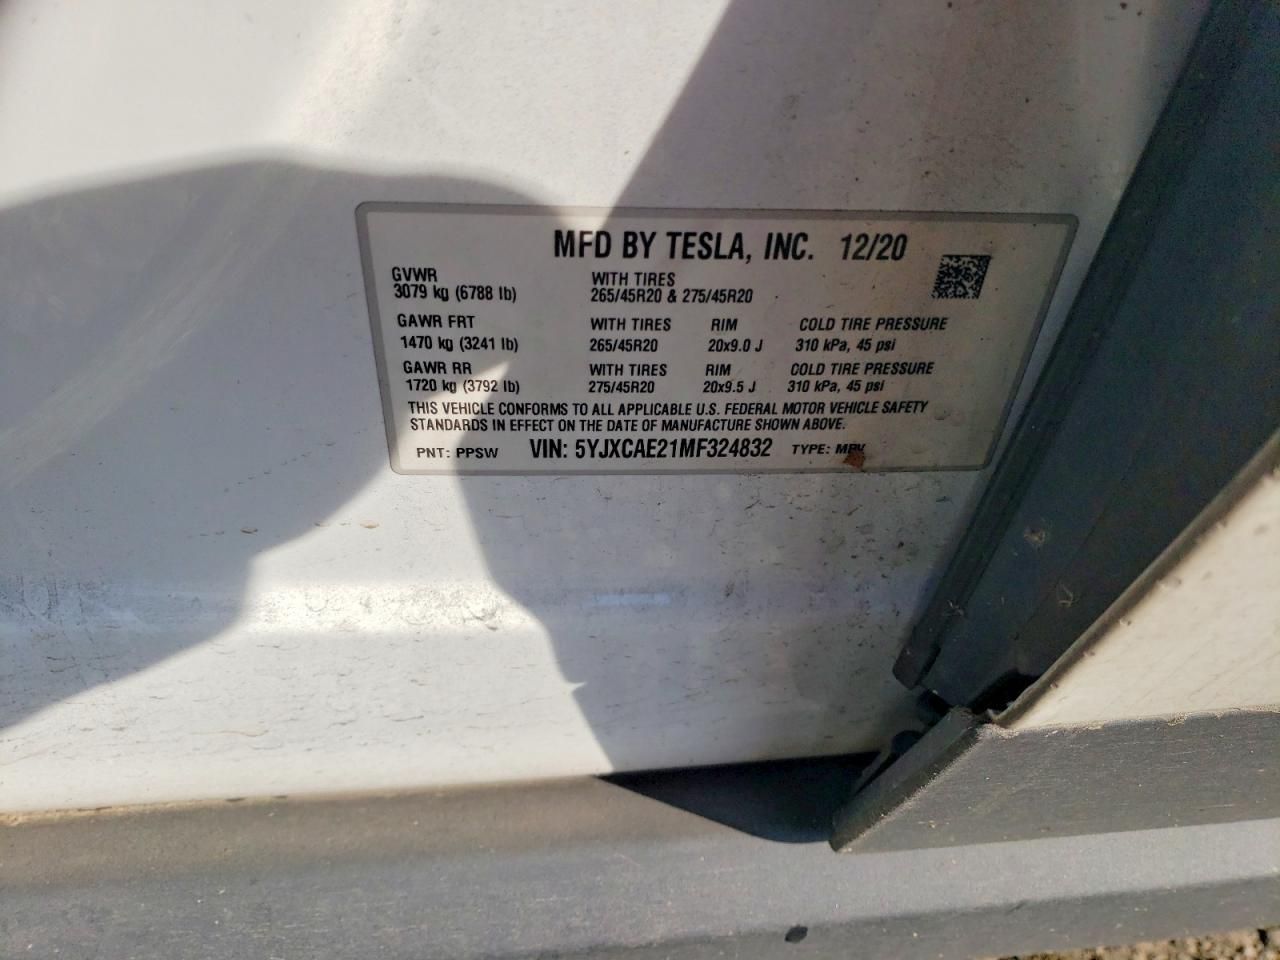 MFD BY TESLA, INC. 12/20
GVWR WITH TIRES
3079 kg (6788 lb) 265/45R20 & 275/45R20
GAWR FRT WITH TIRES RIM COLD TIRE PRESSURE
1470 kg (3241 lb) 265/45R20 20x9.0 J 310 kPa, 45 psi
GAWR RR WITH TIRES RIM COLD TIRE PRESSURE
1720 kg (3792 lb) 275/45R20 20x9.5 J 310 kPa, 45 psi
THIS VEHICLE CONFORMS TO ALL APPLICABLE U.S. FEDERAL MOTOR VEHICLE SAFETY
STANDARDS IN EFFECT ON THE DATE OF MANUFACTURE SHOWN ABOVE.
PNT: PPSW VIN: 5YJXCAE21MF324832 TYPE: MPV